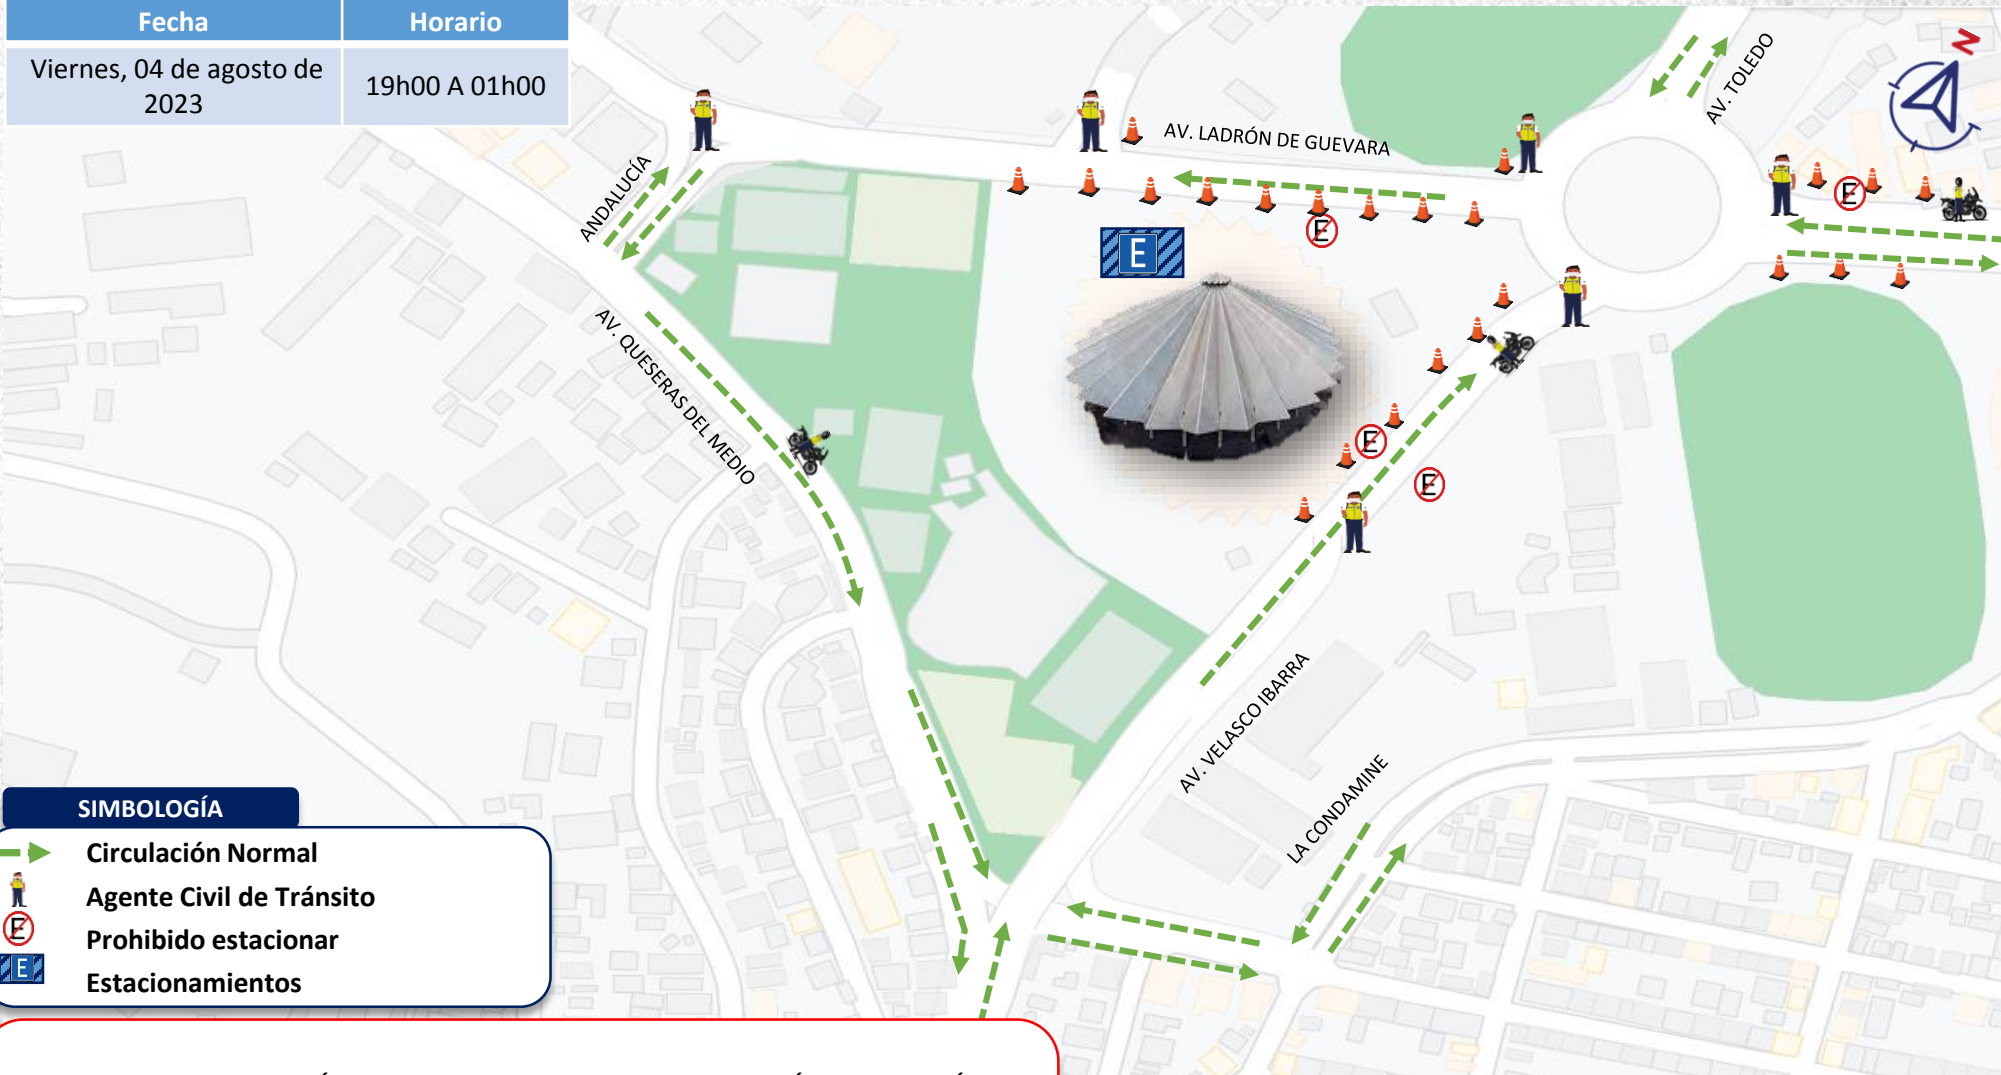 Fecha
Horario
Viernes, 04 de agosto de
2023
19h00 A 01h00
N
AV. TOLEDO
AV. LADRÓN DE GUEVARA
ANDALUCÍA
E
E
E
AV. QUESERAS DEL MEDIO
E
E
AV. VELASCO IBARRA
LA CONDAMINE
SIMBOLOGÍA
Circulación Normal
Agente Civil de Tránsito
E
Prohibido estacionar
E
Estacionamientos